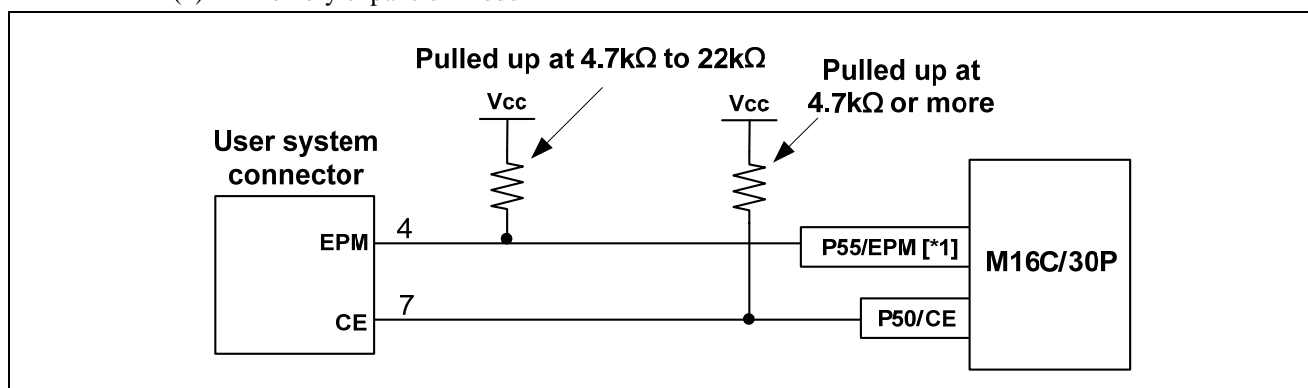 Pulled up at 4.7kΩ to 22kΩ
Pulled up at
4.7kΩ or more
Vcc
Vcc
User system
connector
EPM
4
P55/EPM [*1]
M16C/30P
CE
7
P50/CE